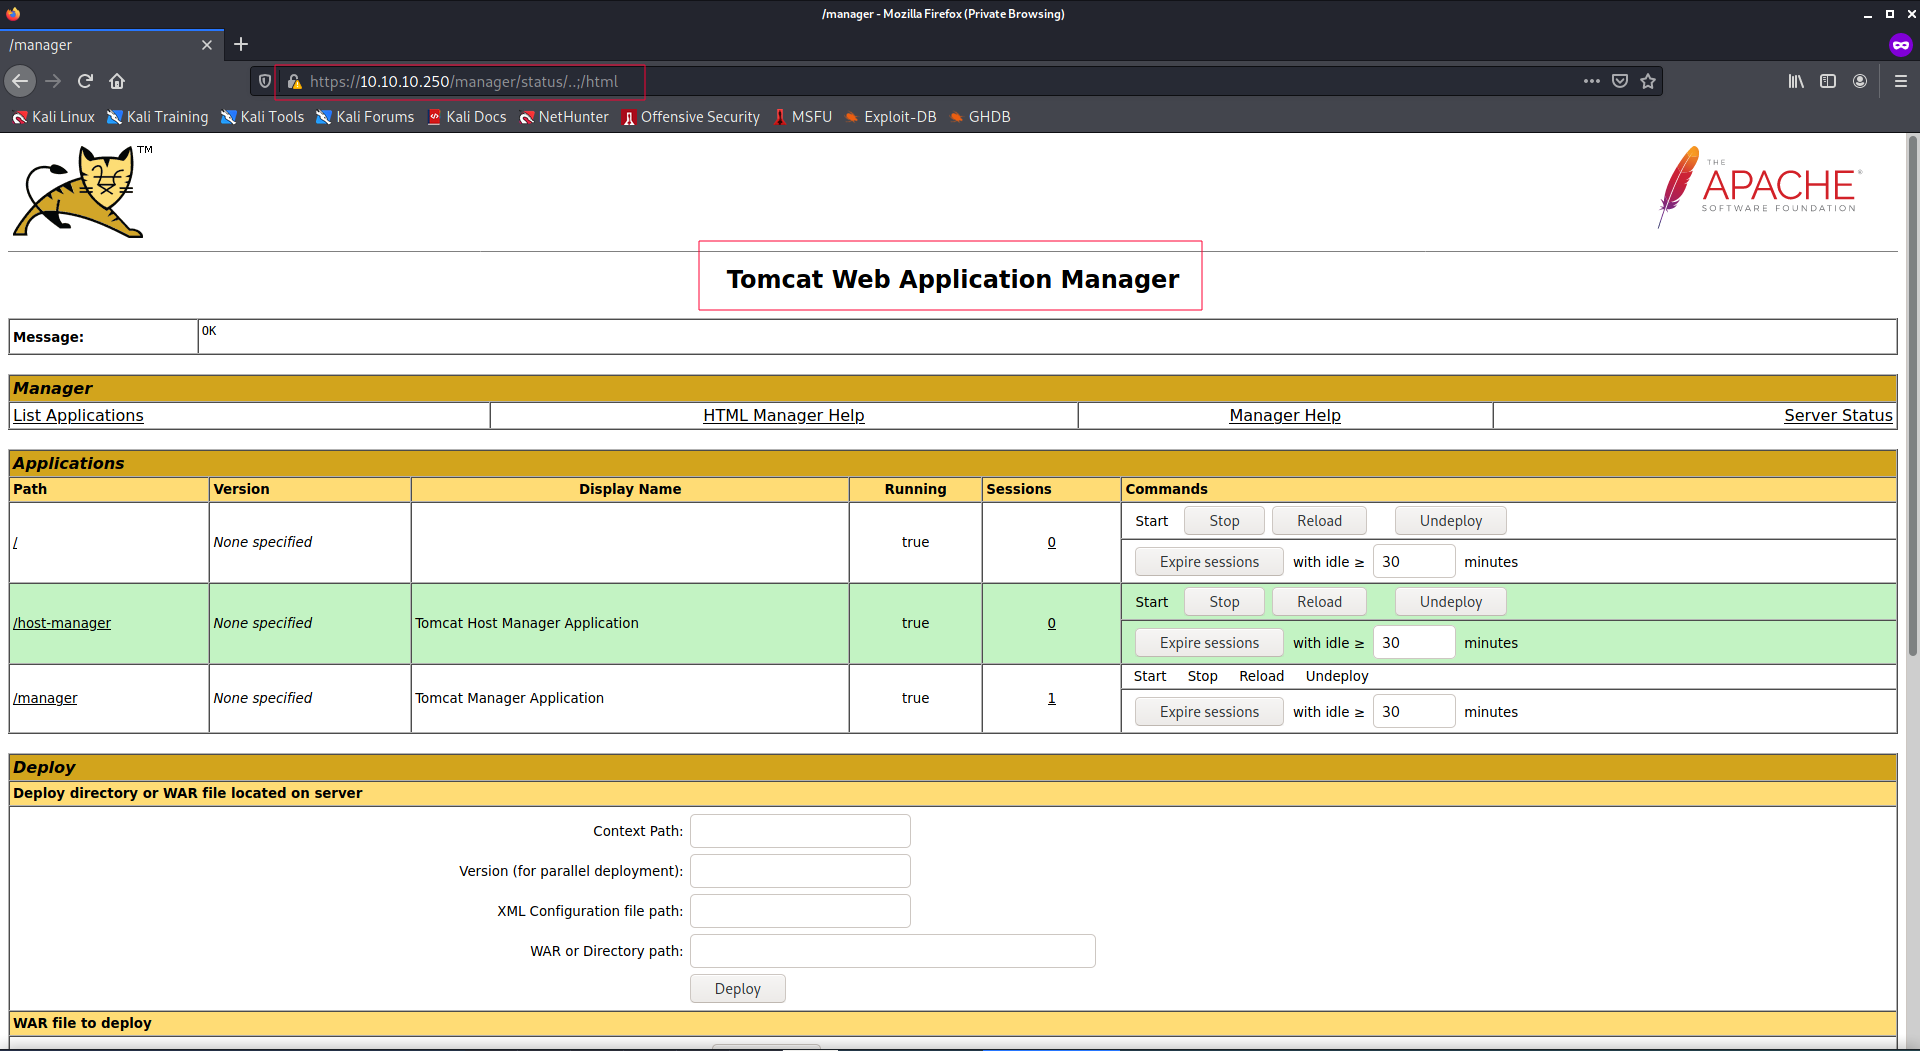 /manager - Mozilla Firefox (Private Browsing)
/manager
https://10.10.10.250/manager/status/..;/html
Kali Linux Kali Training Kali Tools Kali Forums Kali Docs NetHunter Offensive Security MSFU Exploit-DB GHDB
TM
THE
APACHE®
SOFTWARE FOUNDATION
Tomcat Web Application Manager
Message: OK
Manager
List Applications HTML Manager Help Manager Help Server Status
Applications
Path Version Display Name Running Sessions Commands
/ None specified true 0 Start Stop Reload Undeploy
Expire sessions with idle ≥ 30 minutes
/host-manager None specified Tomcat Host Manager Application true 0 Start Stop Reload Undeploy
Expire sessions with idle ≥ 30 minutes
/manager None specified Tomcat Manager Application true 1 Start Stop Reload Undeploy
Expire sessions with idle ≥ 30 minutes
Deploy
Deploy directory or WAR file located on server
Context Path:
Version (for parallel deployment):
XML Configuration file path:
WAR or Directory path:
Deploy
WAR file to deploy